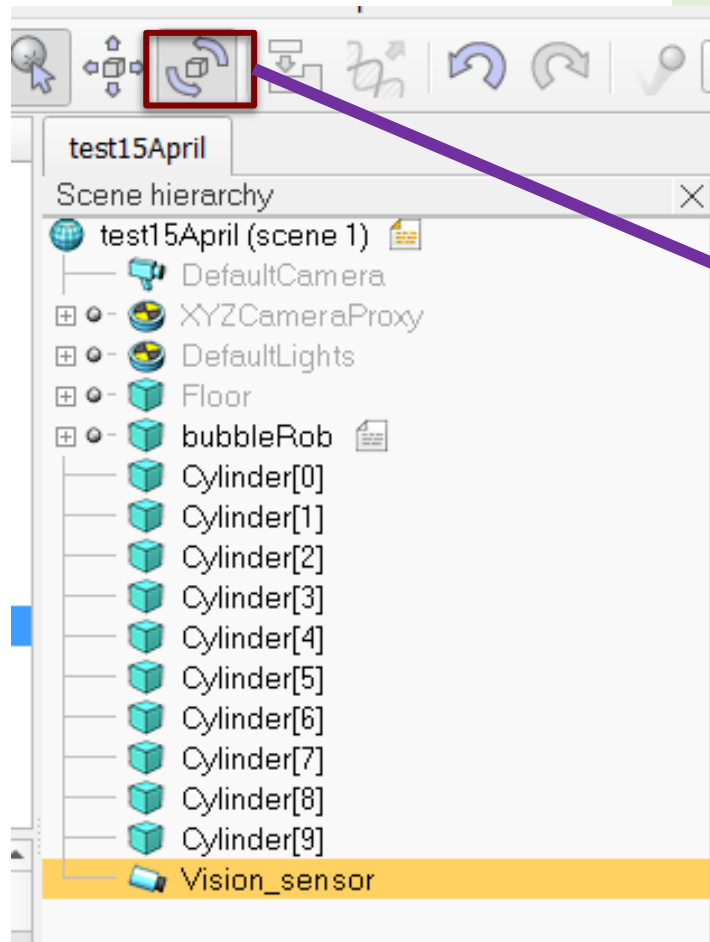 test15April
Scene hierarchy
test15April (scene 1)
DefaultCamera
XYZCameraProxy
DefaultLights
Floor
bubbleRob
Cylinder[0]
Cylinder[1]
Cylinder[2]
Cylinder[3]
Cylinder[4]
Cylinder[5]
Cylinder[6]
Cylinder[7]
Cylinder[8]
Cylinder[9]
Vision_sensor